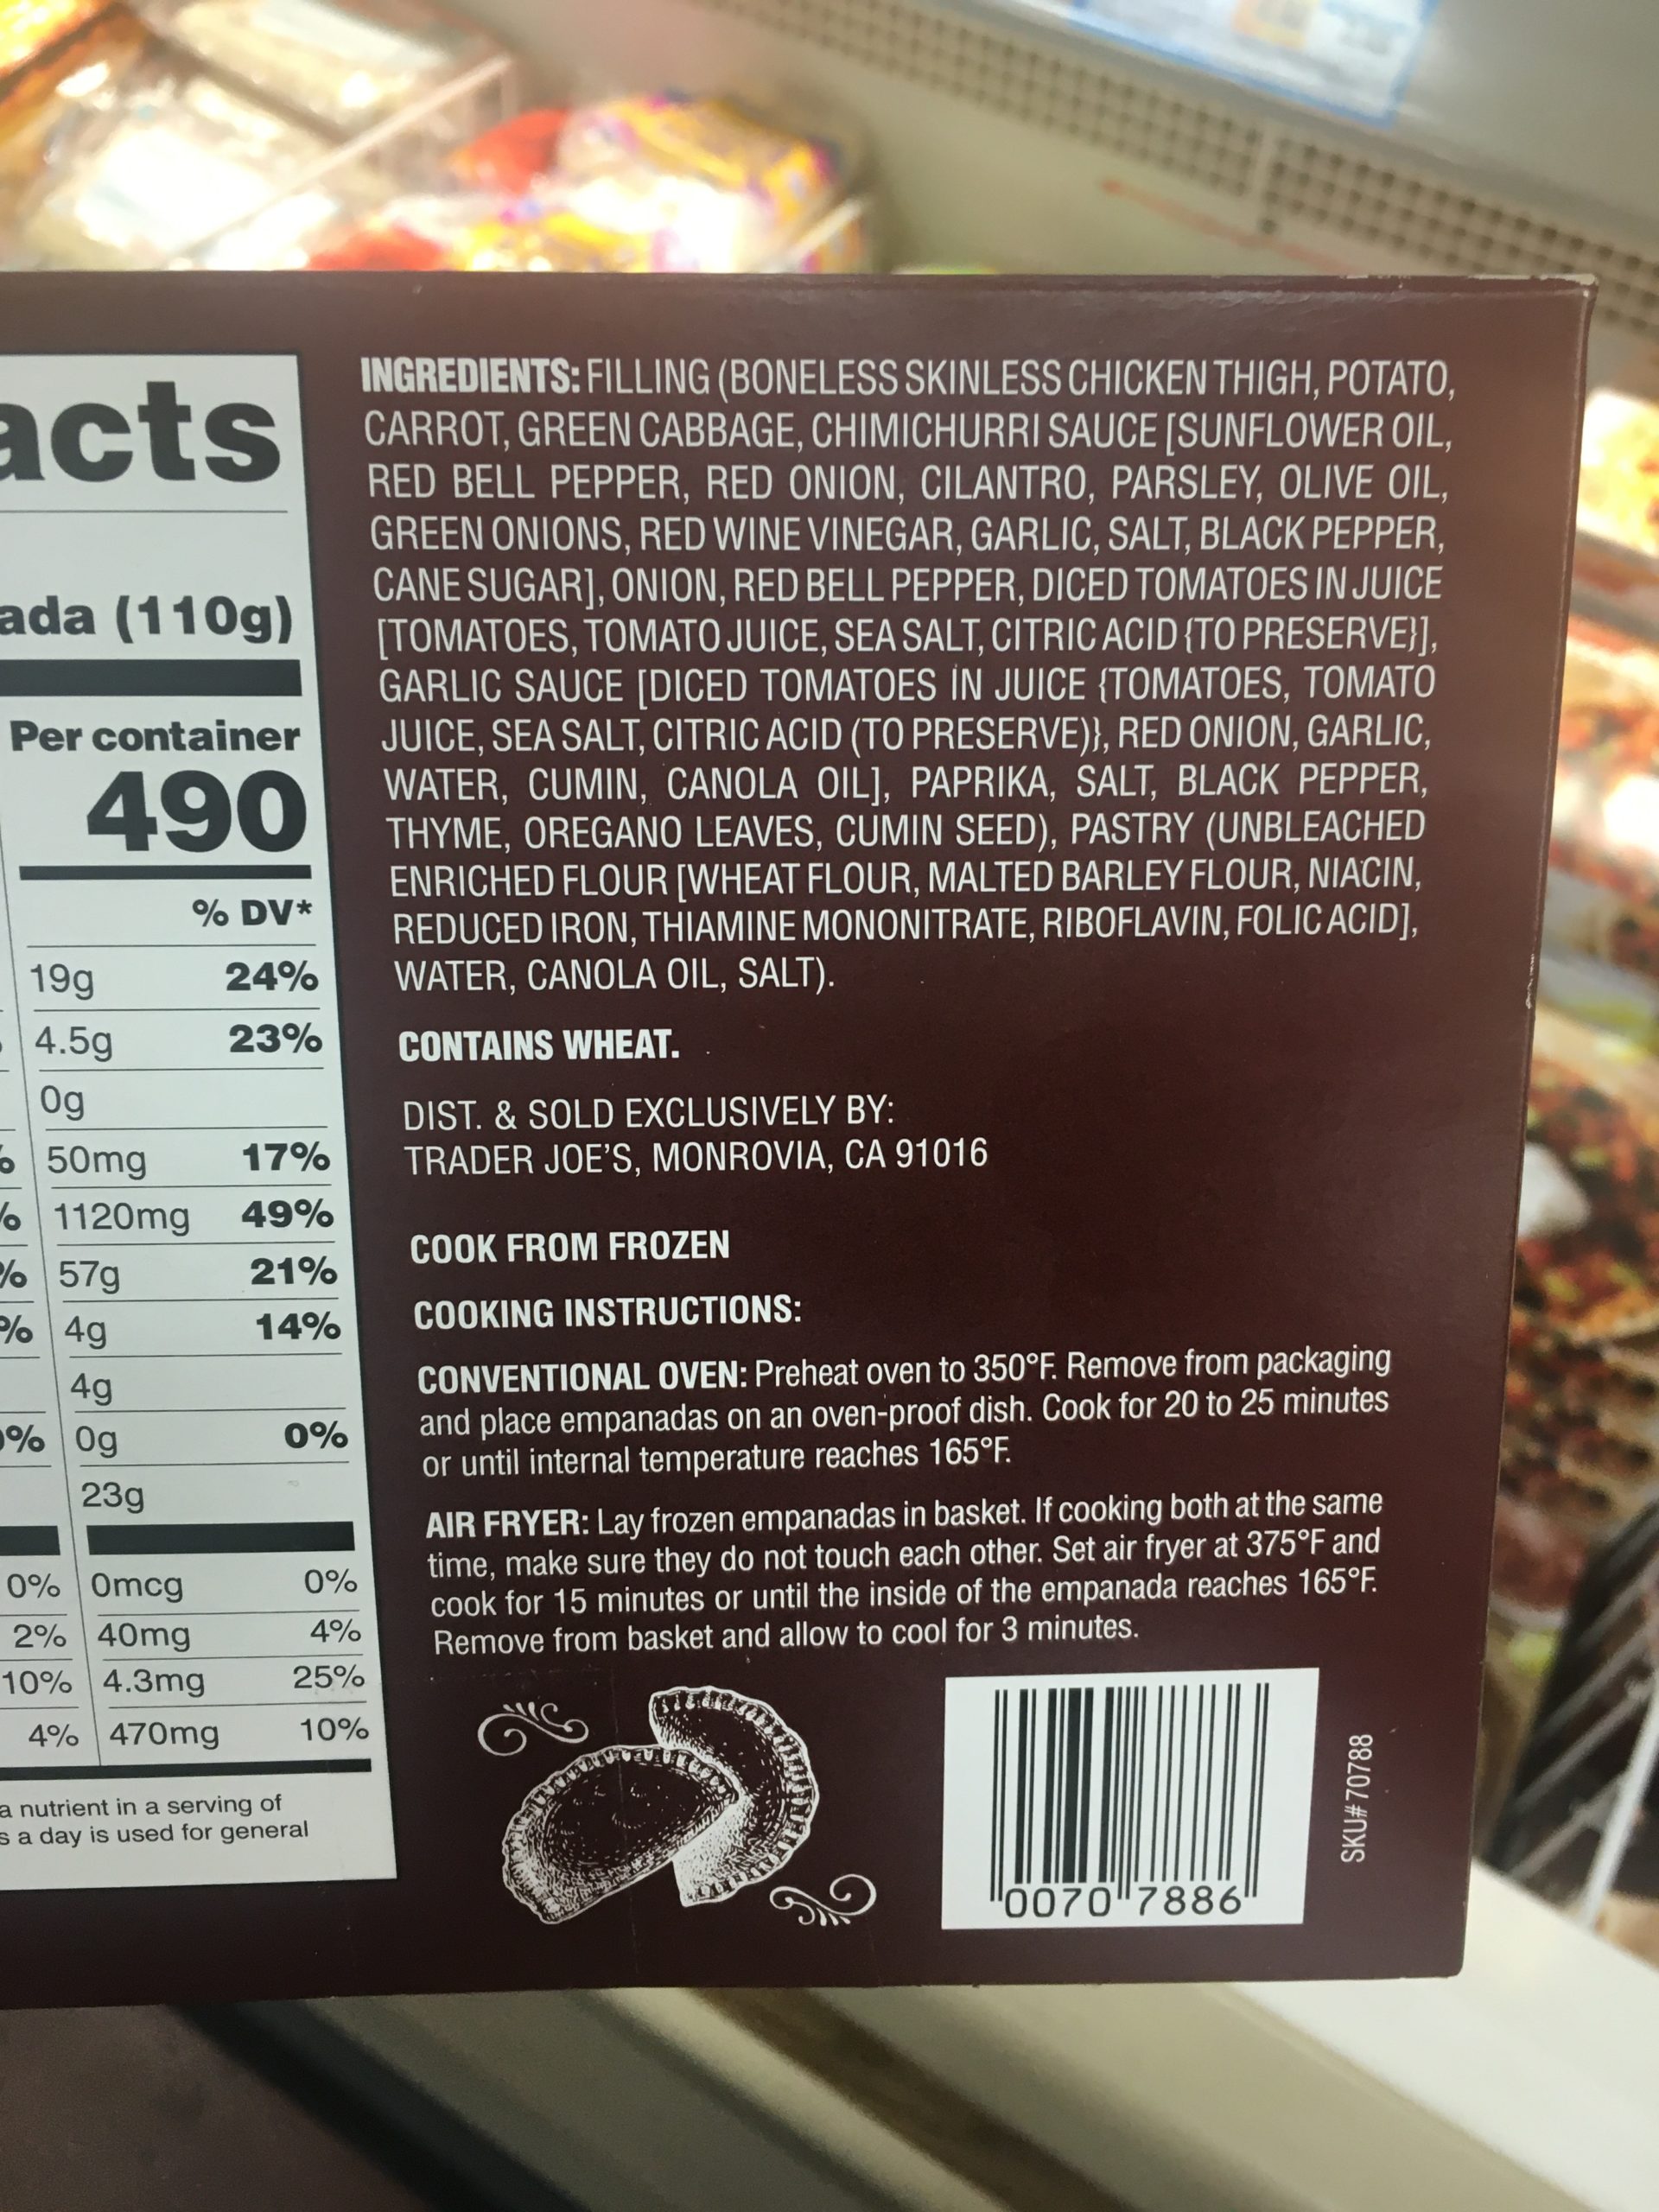 acts
ada (110g)
Per container
490
% DV*
19g 24%
4.5g 23%
0g
% 50mg 17%
% 1120mg 49%
% 57g 21%
% 4g 14%
4g
% 0g 0%
23g
0% 0mcg 0%
2% 40mg 4%
10% 4.3mg 25%
4% 470mg 10%
a nutrient in a serving of
s a day is used for general
INGREDIENTS: FILLING (BONELESS SKINLESS CHICKEN THIGH, POTATO,
CARROT, GREEN CABBAGE, CHIMICHURRI SAUCE [SUNFLOWER OIL,
RED BELL PEPPER, RED ONION, CILANTRO, PARSLEY, OLIVE OIL,
GREEN ONIONS, RED WINE VINEGAR, GARLIC, SALT, BLACK PEPPER,
CANE SUGAR], ONION, RED BELL PEPPER, DICED TOMATOES IN JUICE
[TOMATOES, TOMATO JUICE, SEA SALT, CITRIC ACID {TO PRESERVE}],
GARLIC SAUCE [DICED TOMATOES IN JUICE {TOMATOES, TOMATO
JUICE, SEA SALT, CITRIC ACID (TO PRESERVE)}, RED ONION, GARLIC,
WATER, CUMIN, CANOLA OIL], PAPRIKA, SALT, BLACK PEPPER,
THYME, OREGANO LEAVES, CUMIN SEED), PASTRY (UNBLEACHED
ENRICHED FLOUR [WHEAT FLOUR, MALTED BARLEY FLOUR, NIACIN,
REDUCED IRON, THIAMINE MONONITRATE, RIBOFLAVIN, FOLIC ACID],
WATER, CANOLA OIL, SALT).
CONTAINS WHEAT.
DIST. & SOLD EXCLUSIVELY BY:
TRADER JOE'S, MONROVIA, CA 91016
COOK FROM FROZEN
COOKING INSTRUCTIONS:
CONVENTIONAL OVEN: Preheat oven to 350°F. Remove from packaging
and place empanadas on an oven-proof dish. Cook for 20 to 25 minutes
or until internal temperature reaches 165°F.
AIR FRYER: Lay frozen empanadas in basket. If cooking both at the same
time, make sure they do not touch each other. Set air fryer at 375°F and
cook for 15 minutes or until the inside of the empanada reaches 165°F.
Remove from basket and allow to cool for 3 minutes.
0070 7886
SKU# 70788